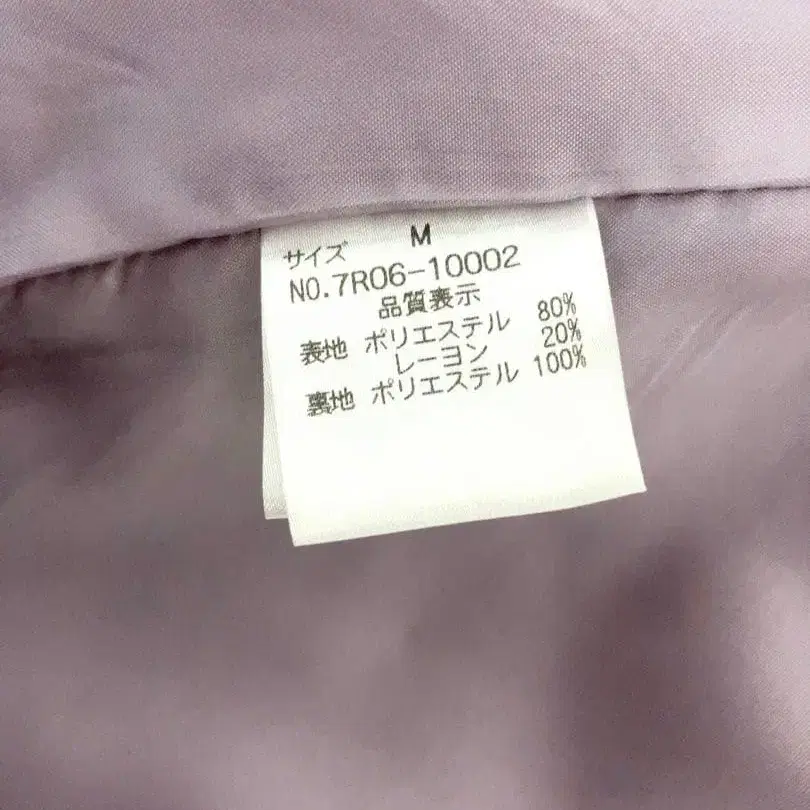 サイズ M
NO.7R06-10002
品質表示
表地 ポリエステル 80%
レーヨン 20%
裏地 ポリエステル 100%